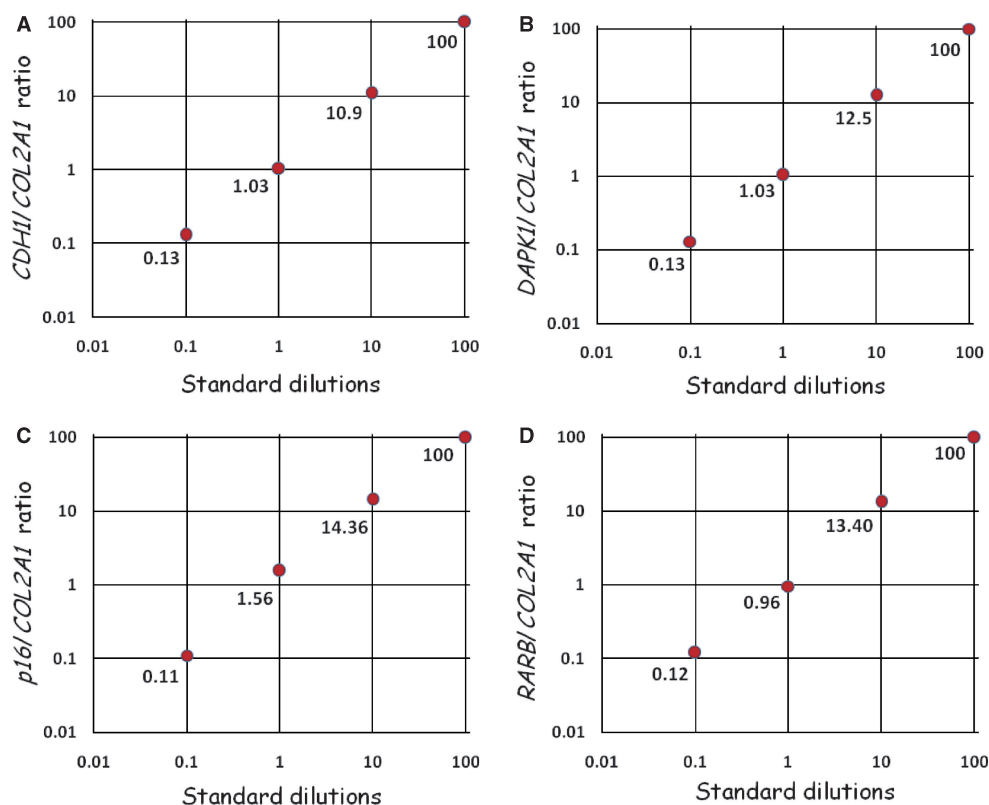 A
CDH1/COL2A1 ratio
100
10
1
0.1
0.01
100
10.9
1.03
0.13
0.01 0.1 1 10 100
Standard dilutions
B
DAPK1/COL2A1 ratio
100
10
1
0.1
0.01
100
12.5
1.03
0.13
0.01 0.1 1 10 100
Standard dilutions
C
p16/COL2A1 ratio
100
10
1
0.1
0.01
100
14.36
1.56
0.11
0.01 0.1 1 10 100
Standard dilutions
D
RARB/COL2A1 ratio
100
10
1
0.1
0.01
100
13.40
0.96
0.12
0.01 0.1 1 10 100
Standard dilutions